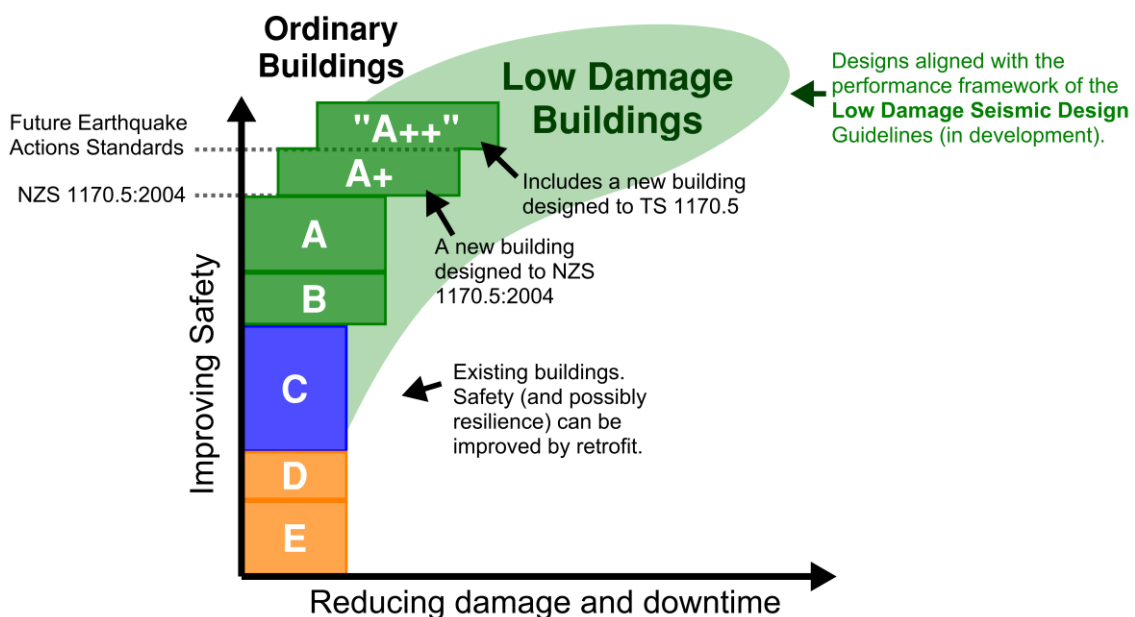 Ordinary
Buildings
Low Damage
Buildings
Designs aligned with the
performance framework of the
Low Damage Seismic Design
Guidelines (in development).
Future Earthquake
Actions Standards
NZS 1170.5:2004
"A++"
A+
A
B
C
D
E
Includes a new building
designed to TS 1170.5
A new building
designed to NZS
1170.5:2004
Existing buildings.
Safety (and possibly
resilience) can be
improved by retrofit.
Improving Safety
Reducing damage and downtime